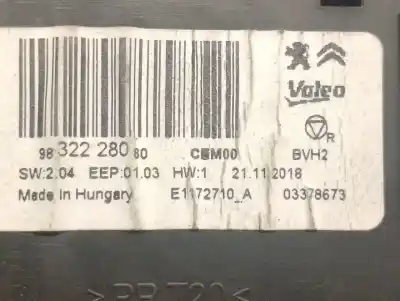 Valeo
R
98 322 280 80 CEM00 BVH2
SW:2.04 EEP:01.03 HW:1 21.11.2018
Made in Hungary E1172710_A 03378673